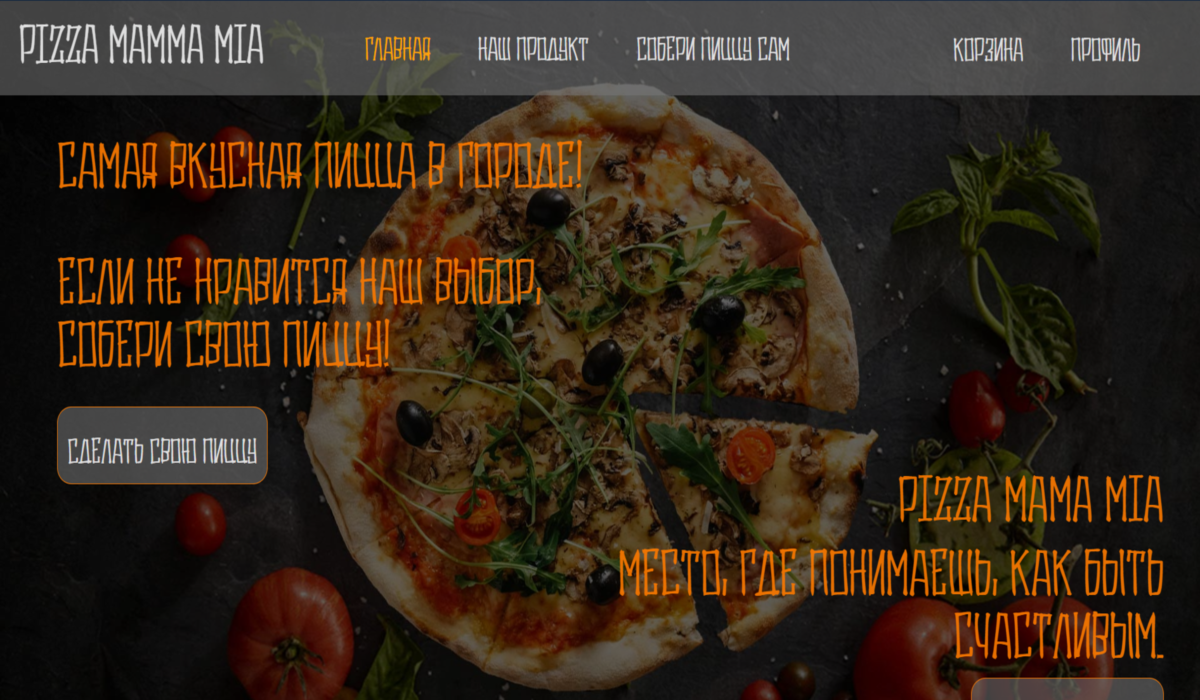 PIZZA MAMMA MIA
ГЛАВНАЯ
НАШ ПРОДУКТ
СОБЕРИ ПИЦЦУ САМ
КОРЗИНА
ПРОФИЛЬ
САМАЯ ВКУСНАЯ ПИЦЦА В ГОРОДЕ!
ЕСЛИ НЕ НРАВИТСЯ НАШ ВЫБОР,
СОБЕРИ СВОЮ ПИЦЦУ!
СДЕЛАТЬ СВОЮ ПИЦЦУ
PIZZA MAMA MIA
МЕСТО, ГДЕ ПОНИМАЕШЬ, КАК БЫТЬ
СЧАСТЛИВЫМ.